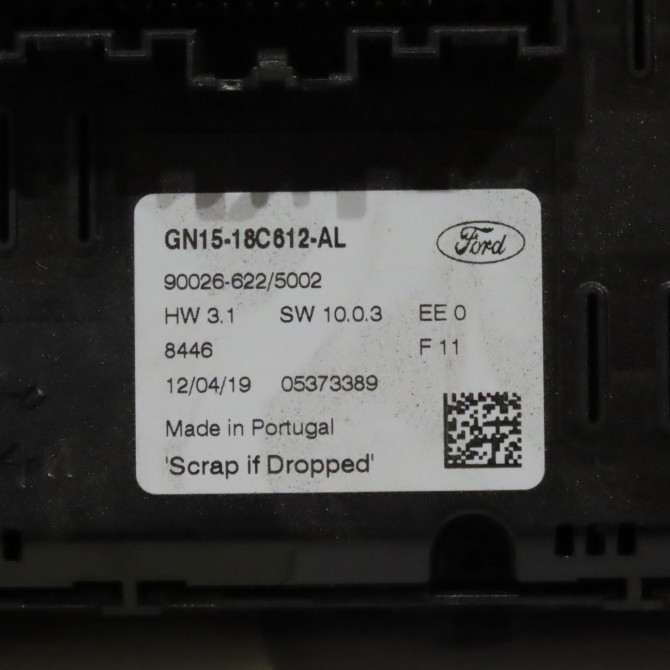 GN15-18C612-AL
Ford
90026-622/5002
HW 3.1 SW 10.0.3 EE 0
8446 F 11
12/04/19 05373389
Made in Portugal
'Scrap if Dropped'